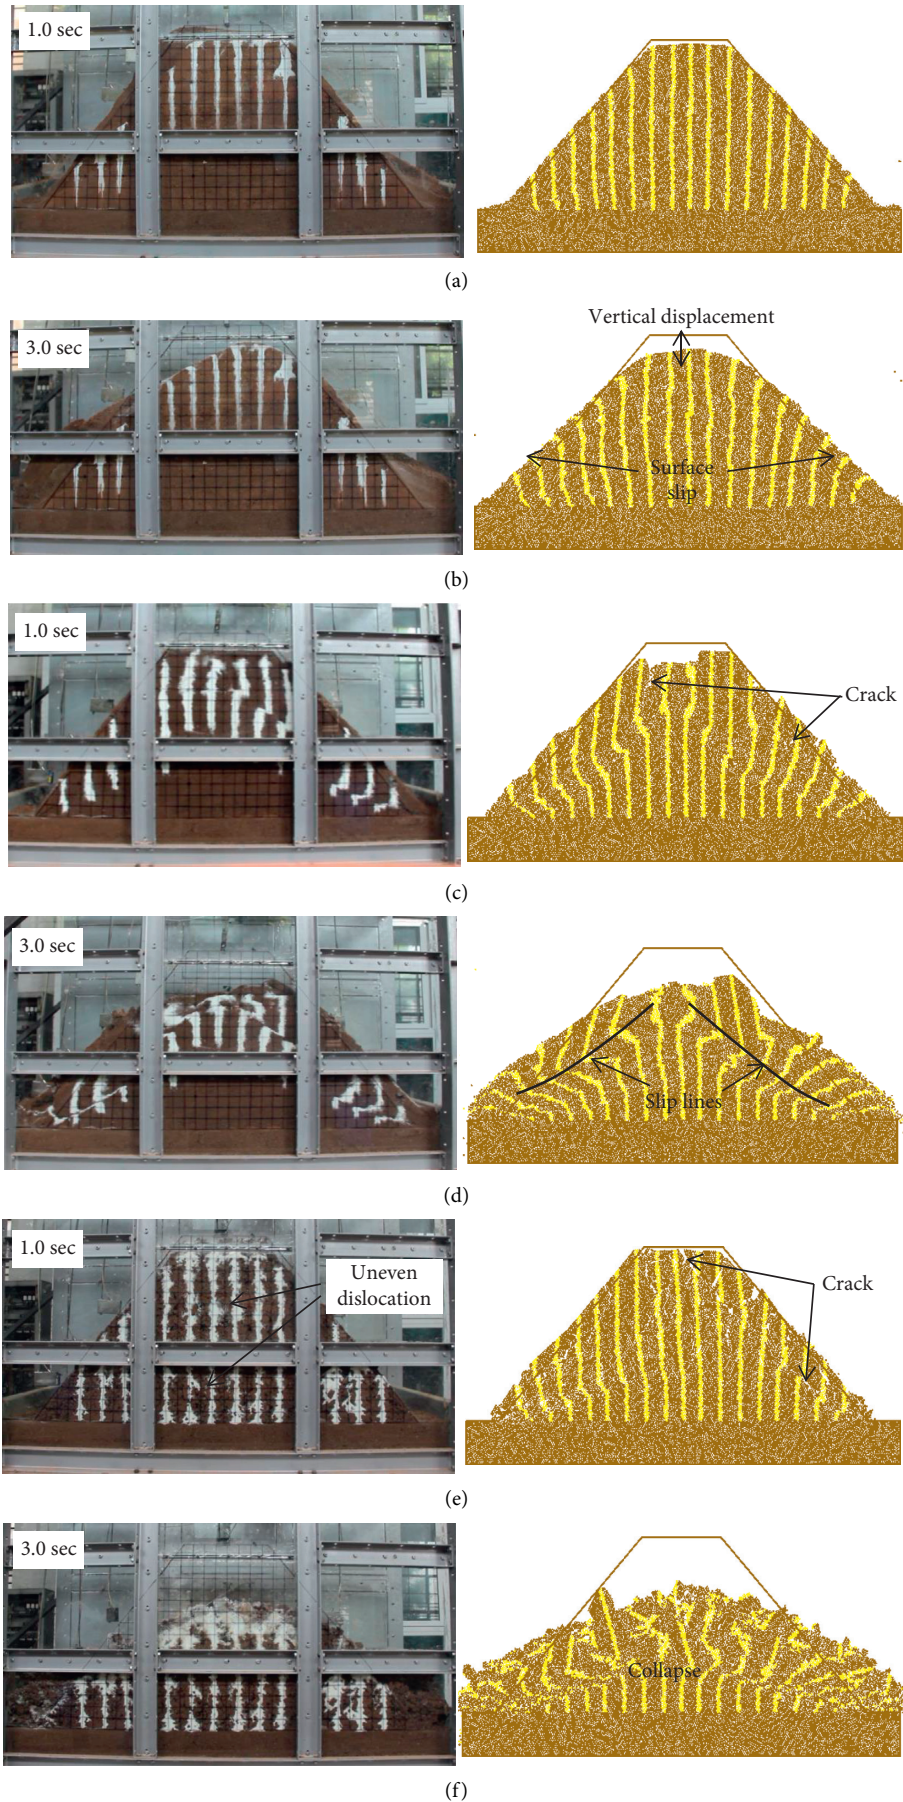 1.0 sec
(a)
3.0 sec
Vertical displacement
Surface
slip
(b)
1.0 sec
Crack
(c)
3.0 sec
Slip lines
(d)
1.0 sec
Uneven
dislocation
Crack
(e)
3.0 sec
Collapse
(f)